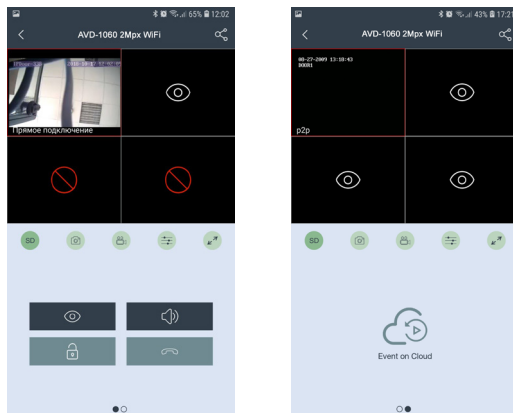 65% 12:02
AVD-1060 2Mpx WiFi
Прямое подключение
SD
43% 17:21
AVD-1060 2Mpx WiFi
08-27-2009 13:18:43
DOOR1
p2p
SD
Event on Cloud